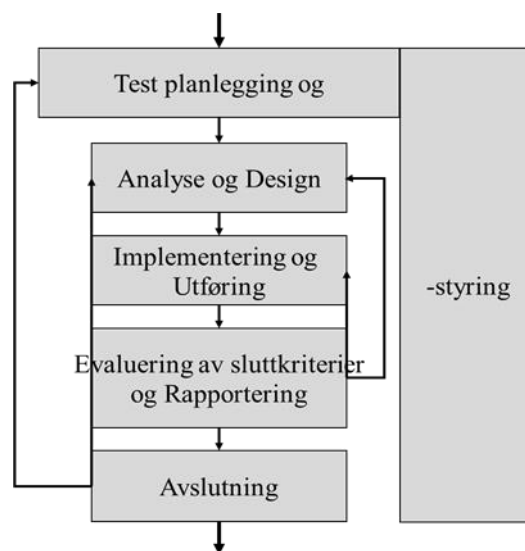 Test planlegging og
Analyse og Design
Implementering og
Utføring
-styring
Evaluering av sluttkriterier
og Rapportering
Avslutning